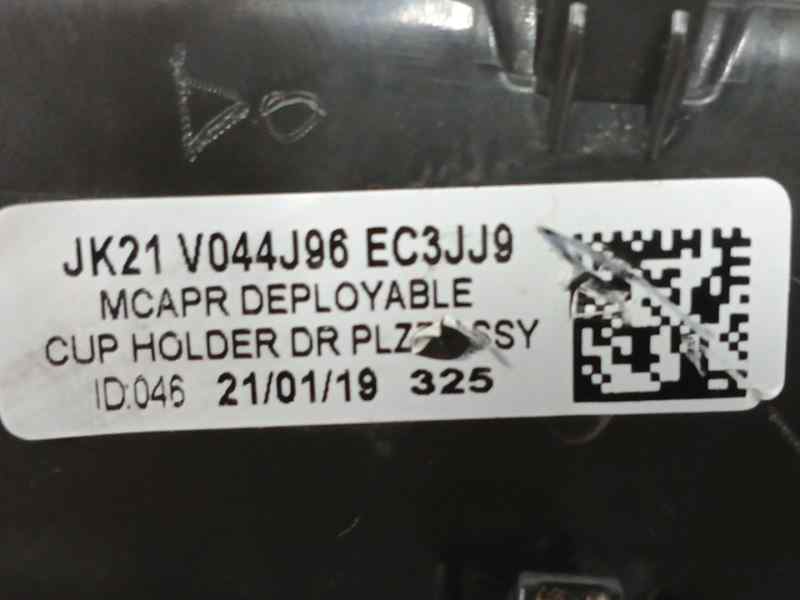 JK21 V044J96 EC3JJ9
MCAPR DEPLOYABLE
CUP HOLDER DR
ID:046 21/01/19 325